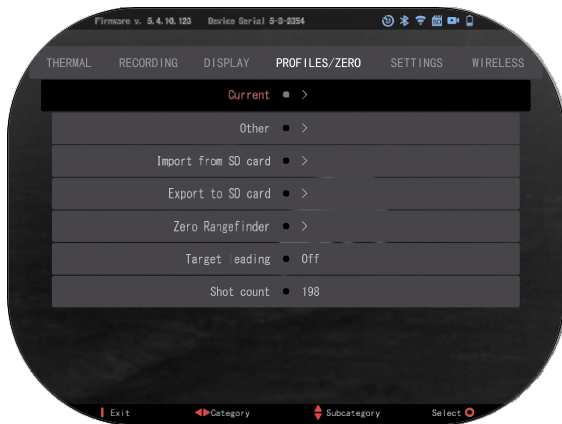 Firmware v. 5.4.10.123 Device Serial 5-3-2354
THERMAL RECORDING DISPLAY PROFILES/ZERO SETTINGS WIRELESS
Current >
Other >
Import from SD card >
Export to SD card >
Zero Rangefinder >
Target leading Off
Shot count 198
Exit Category Subcategory Select